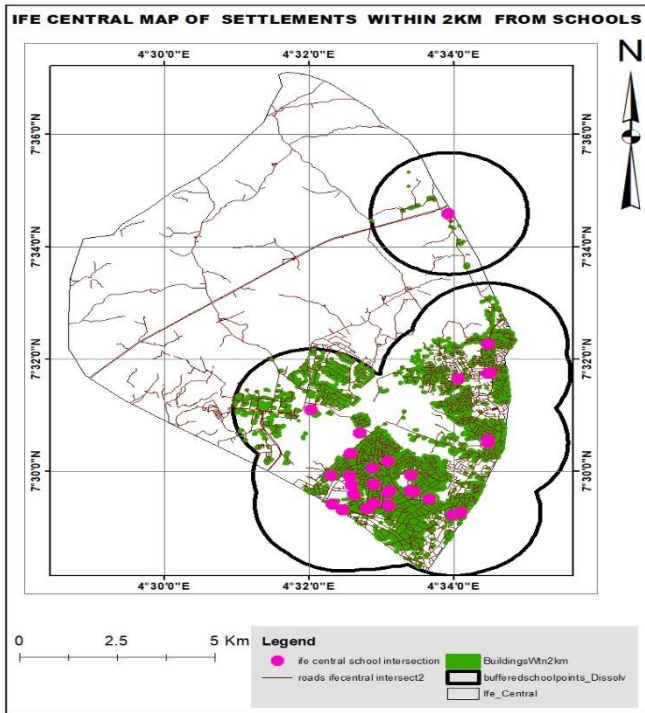 IFE CENTRAL MAP OF SETTLEMENTS WITHIN 2KM FROM SCHOOLS
4°30'0"E 4°32'0"E 4°34'0"E
N
7°36'0"N 7°36'0"N
7°34'0"N 7°34'0"N
7°32'0"N 7°32'0"N
7°30'0"N 7°30'0"N
4°30'0"E 4°32'0"E 4°34'0"E
0 2.5 5 Km
Legend
ife central school intersection BuildingsWtn2km
roads ifecentral intersect2 bufferedschoolpoints_Dissolv
Ife_Central